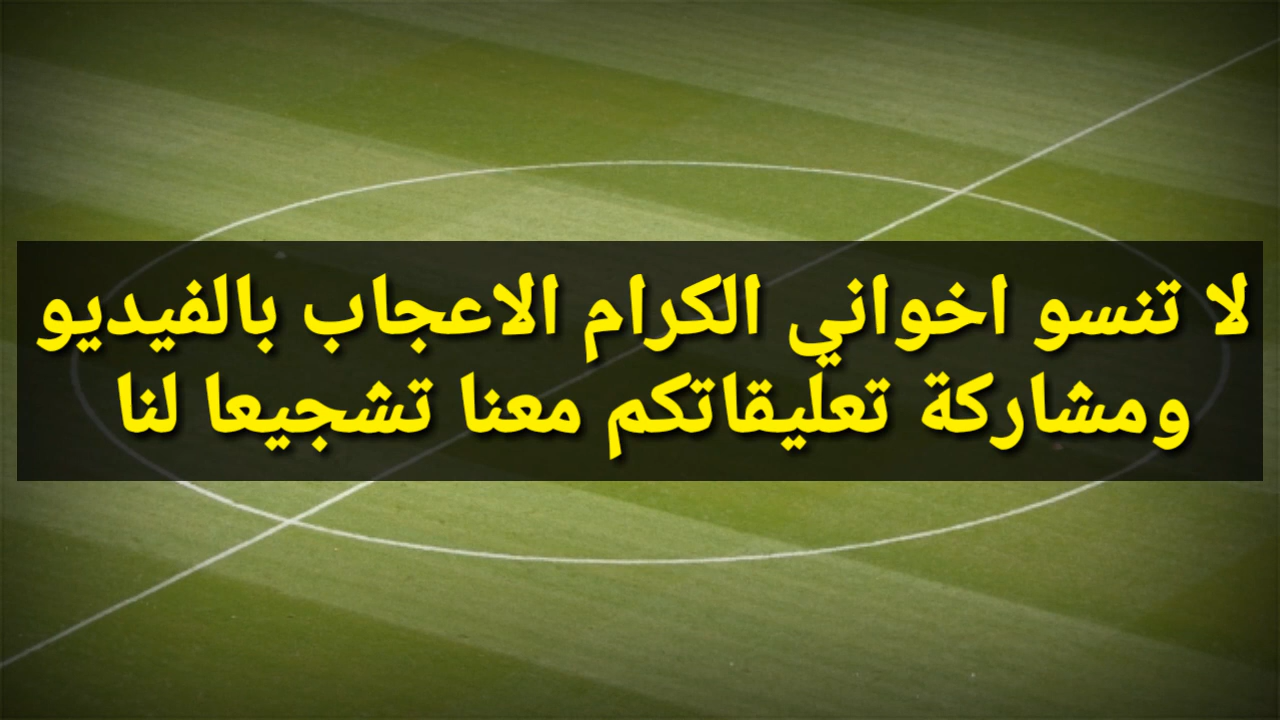 لا تنسو اخواني الكرام الاعجاب بالفيديو
ومشاركة تعليقاتكم معنا تشجيعا لنا